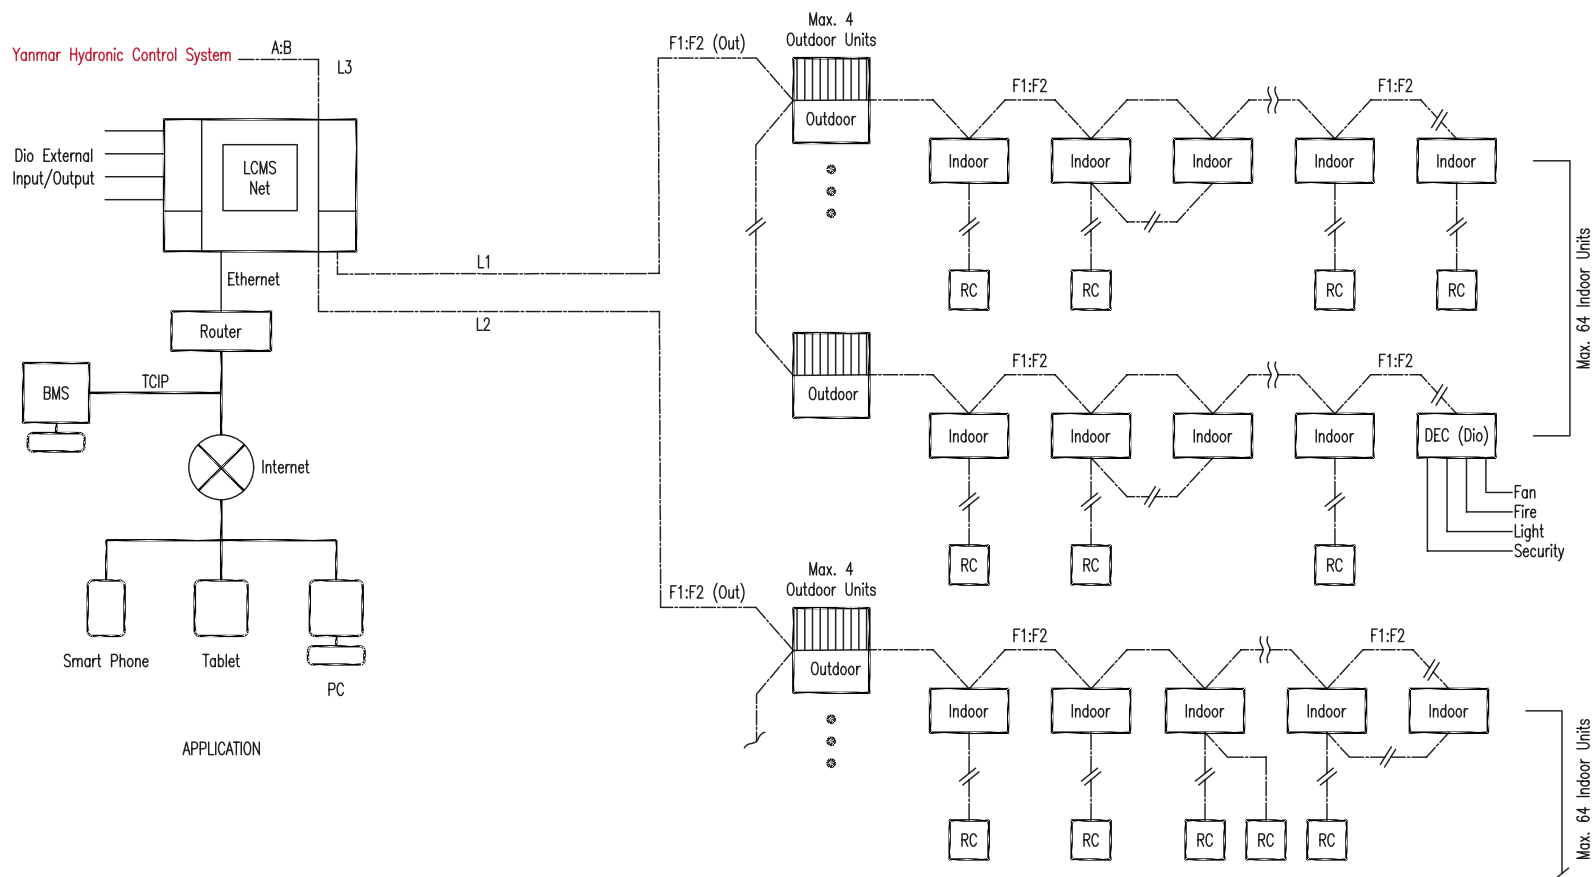 Yanmar Hydronic Control System
A:B
L3
Dio External
Input/Output
LCMS
Net
Ethernet
L1
L2
Router
BMS
TCIP
Internet
Smart Phone
Tablet
PC
APPLICATION
F1:F2 (Out)
Max. 4
Outdoor Units
Outdoor
F1:F2
F1:F2
Indoor
Indoor
Indoor
Indoor
Indoor
RC
RC
RC
RC
Max. 64 Indoor Units
Outdoor
F1:F2
F1:F2
Indoor
Indoor
Indoor
Indoor
DEC (Dio)
Fan
Fire
Light
Security
RC
RC
RC
F1:F2 (Out)
Max. 4
Outdoor Units
Outdoor
F1:F2
F1:F2
Indoor
Indoor
Indoor
Indoor
Indoor
RC
RC
RC
RC
RC
Max. 64 Indoor Units